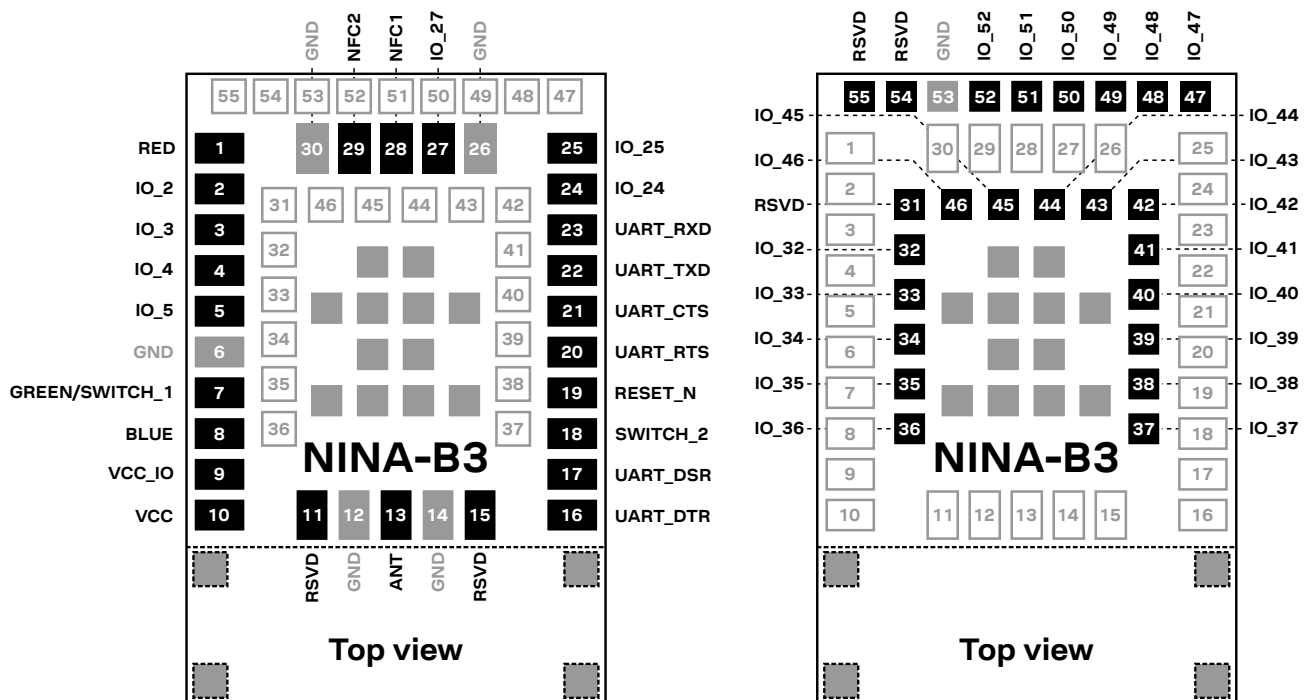 GND NFC2 NFC1 IO_27 GND
55 54 53 52 51 50 49 48 47
30 29 28 27 26
RED 1 25 IO_25
IO_2 2 24 IO_24
31 46 45 44 43 42
IO_3 3 23 UART_RXD
32 41
IO_4 4 22 UART_TXD
33 40
IO_5 5 21 UART_CTS
34 39
GND 6 20 UART_RTS
35 38
GREEN/SWITCH_1 7 19 RESET_N
36 37
BLUE 8 18 SWITCH_2
NINA-B3
VCC_IO 9 17 UART_DSR
VCC 10 11 12 13 14 15 16 UART_DTR
RSVD GND ANT GND RSVD
Top view
RSVD RSVD GND IO_52 IO_51 IO_50 IO_49 IO_48 IO_47
55 54 53 52 51 50 49 48 47
IO_45 IO_44
1 30 29 28 27 26 25
IO_46 IO_43
2 24
RSVD 31 46 45 44 43 42 IO_42
3 23
IO_32 32 41 IO_41
4 22
IO_33 33 40 IO_40
5 21
IO_34 34 39 IO_39
6 20
IO_35 35 38 IO_38
7 19
IO_36 36 37 IO_37
8 18
NINA-B3
9 17
10 11 12 13 14 15 16
Top view